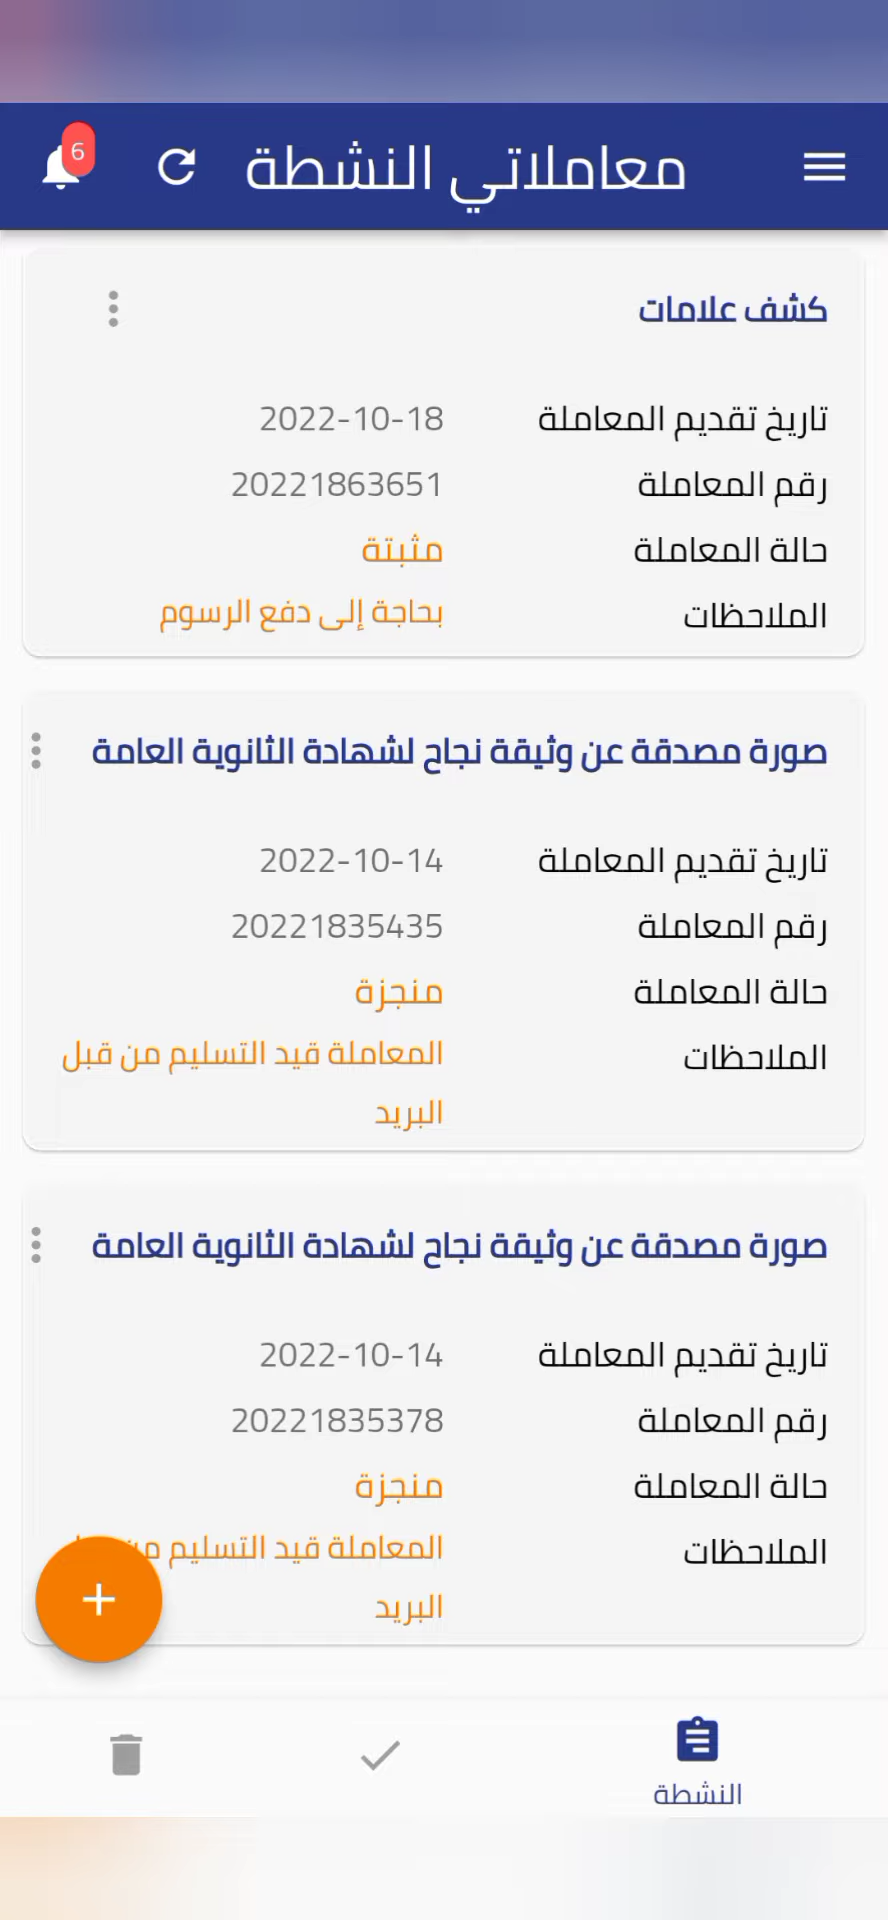 معاملاتي النشطة
6
كشف علامات
تاريخ تقديم المعاملة 2022-10-18
رقم المعاملة 20221863651
حالة المعاملة مثبتة
الملاحظات بحاجة إلى دفع الرسوم
صورة مصدقة عن وثيقة نجاح لشهادة الثانوية العامة
تاريخ تقديم المعاملة 2022-10-14
رقم المعاملة 20221835435
حالة المعاملة منجزة
الملاحظات المعاملة قيد التسليم من قبل
البريد
صورة مصدقة عن وثيقة نجاح لشهادة الثانوية العامة
تاريخ تقديم المعاملة 2022-10-14
رقم المعاملة 20221835378
حالة المعاملة منجزة
الملاحظات المعاملة قيد التسليم
البريد
النشطة